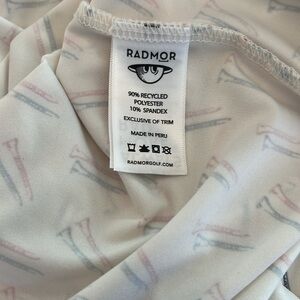 RADMOR
90% RECYCLED
POLYESTER
10% SPANDEX
EXCLUSIVE OF TRIM
MADE IN PERU
RADMORGOLF.COM